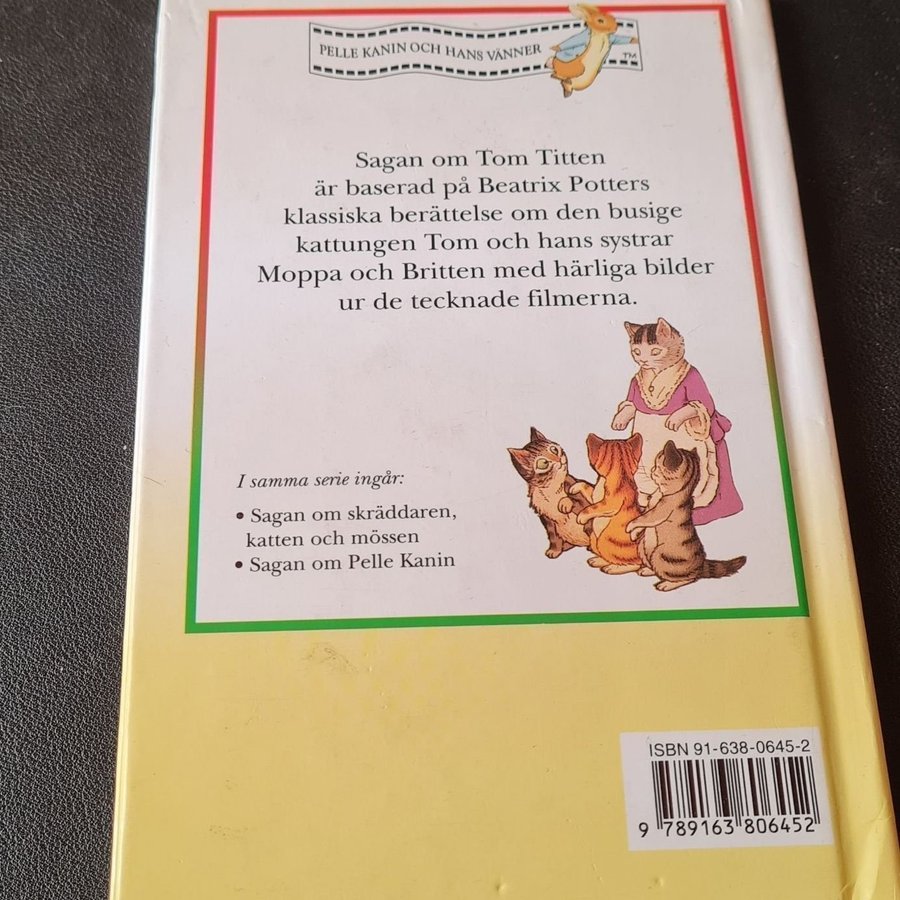 PELLE KANIN OCH HANS VÄNNER
TM
Sagan om Tom Titten
är baserad på Beatrix Potters
klassiska berättelse om den busige
kattungen Tom och hans systrar
Moppa och Britten med härliga bilder
ur de tecknade filmerna.
I samma serie ingår:
• Sagan om skräddaren,
katten och mössen
• Sagan om Pelle Kanin
ISBN 91-638-0645-2
9 789163 806452